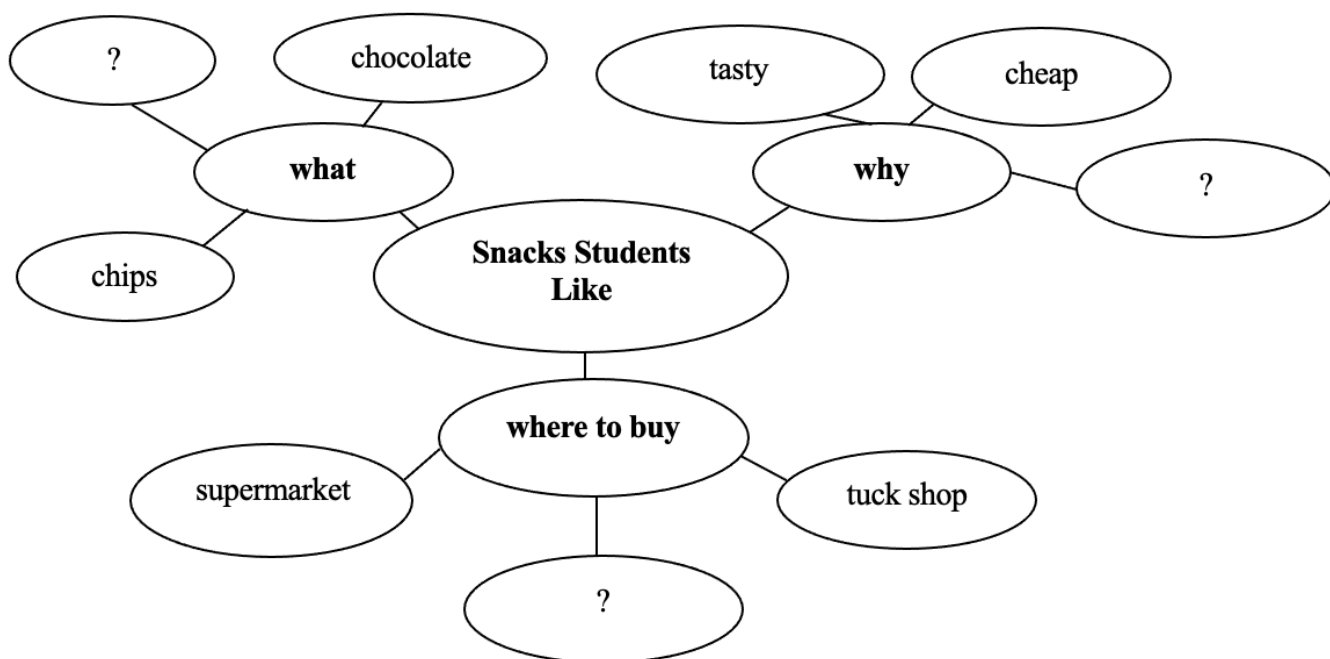 ?
chocolate
tasty
cheap
what
why
?
chips
Snacks Students
Like
where to buy
supermarket
tuck shop
?